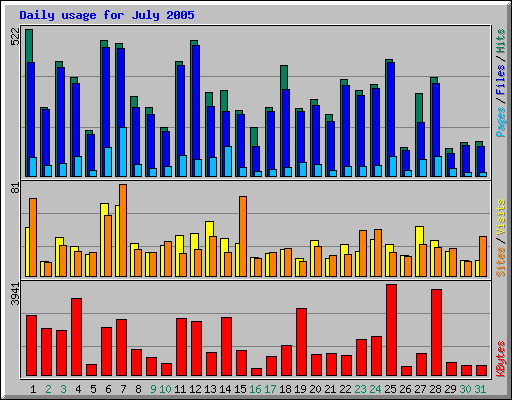 Daily usage for July 2005
522
Pages / Files / Hits
81
Sites / Visits
3941
KBytes
1 2 3 4 5 6 7 8 9 10 11 12 13 14 15 16 17 18 19 20 21 22 23 24 25 26 27 28 29 30 31